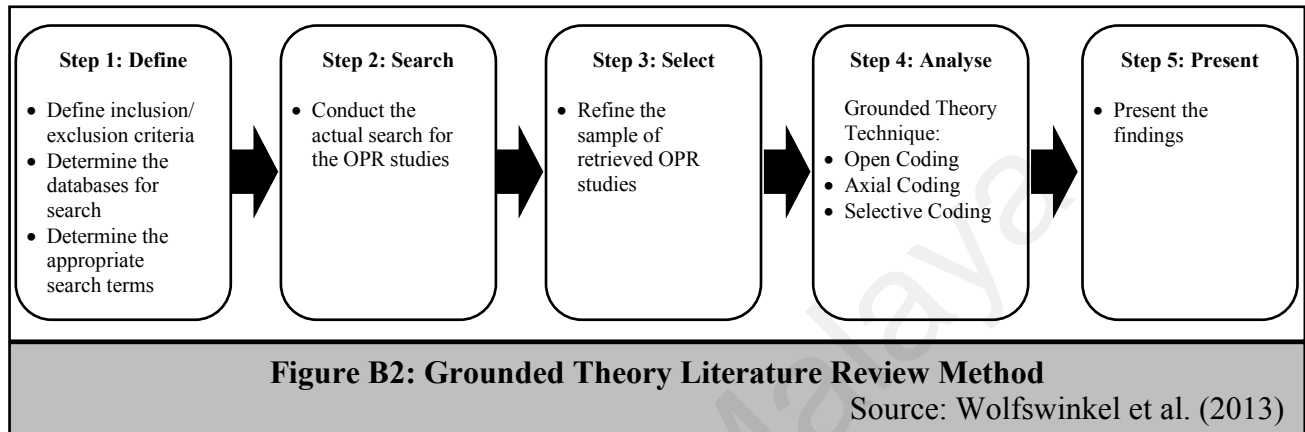 Step 1: Define
• Define inclusion/
exclusion criteria
• Determine the
databases for
search
• Determine the
appropriate
search terms
Step 2: Search
• Conduct the
actual search for
the OPR studies
Step 3: Select
• Refine the
sample of
retrieved OPR
studies
Step 4: Analyse
Grounded Theory
Technique:
• Open Coding
• Axial Coding
• Selective Coding
Step 5: Present
• Present the
findings
Malaya
Figure B2: Grounded Theory Literature Review Method
Source: Wolfswinkel et al. (2013)